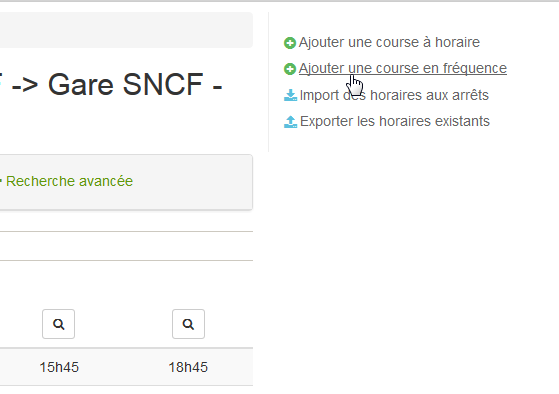 Ajouter une course à horaire
Ajouter une course en fréquence
Import des horaires aux arrêts
Exporter les horaires existants
-> Gare SNCF -
Recherche avancée
15h45 18h45